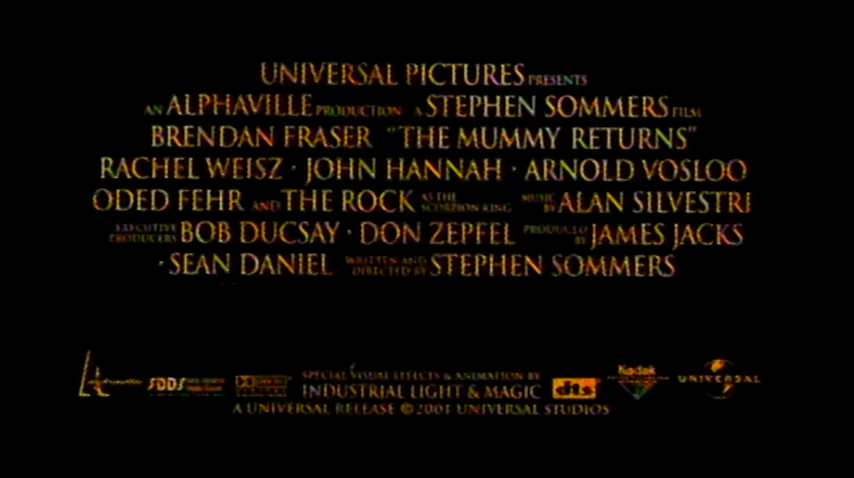 UNIVERSAL PICTURES PRESENTS
AN ALPHAVILLE PRODUCTION A STEPHEN SOMMERS FILM
BRENDAN FRASER "THE MUMMY RETURNS"
RACHEL WEISZ · JOHN HANNAH · ARNOLD VOSLOO
ODED FEHR AND THE ROCK AS THE SCORPION KING MUSIC BY ALAN SILVESTRI
EXECUTIVE PRODUCERS BOB DUCSAY · DON ZEPFEL PRODUCED BY JAMES JACKS
· SEAN DANIEL WRITTEN AND DIRECTED BY STEPHEN SOMMERS
SPECIAL VISUAL EFFECTS & ANIMATION BY
SDDS INDUSTRIAL LIGHT & MAGIC dts Kodak UNIVERSAL
A UNIVERSAL RELEASE © 2001 UNIVERSAL STUDIOS